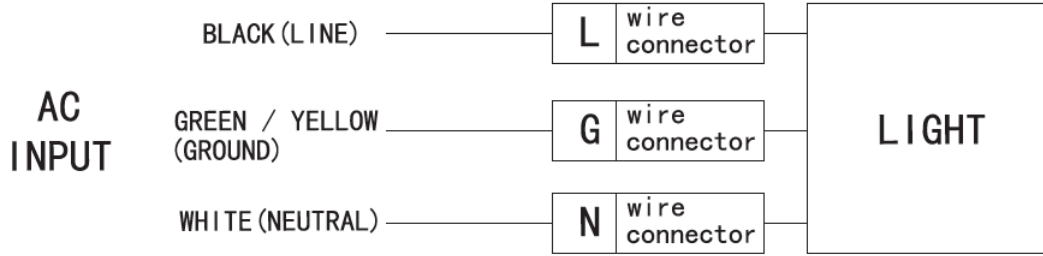 BLACK(LINE)
L
wire
connector
AC
INPUT
GREEN / YELLOW
(GROUND)
G
wire
connector
LIGHT
WHITE(NEUTRAL)
N
wire
connector